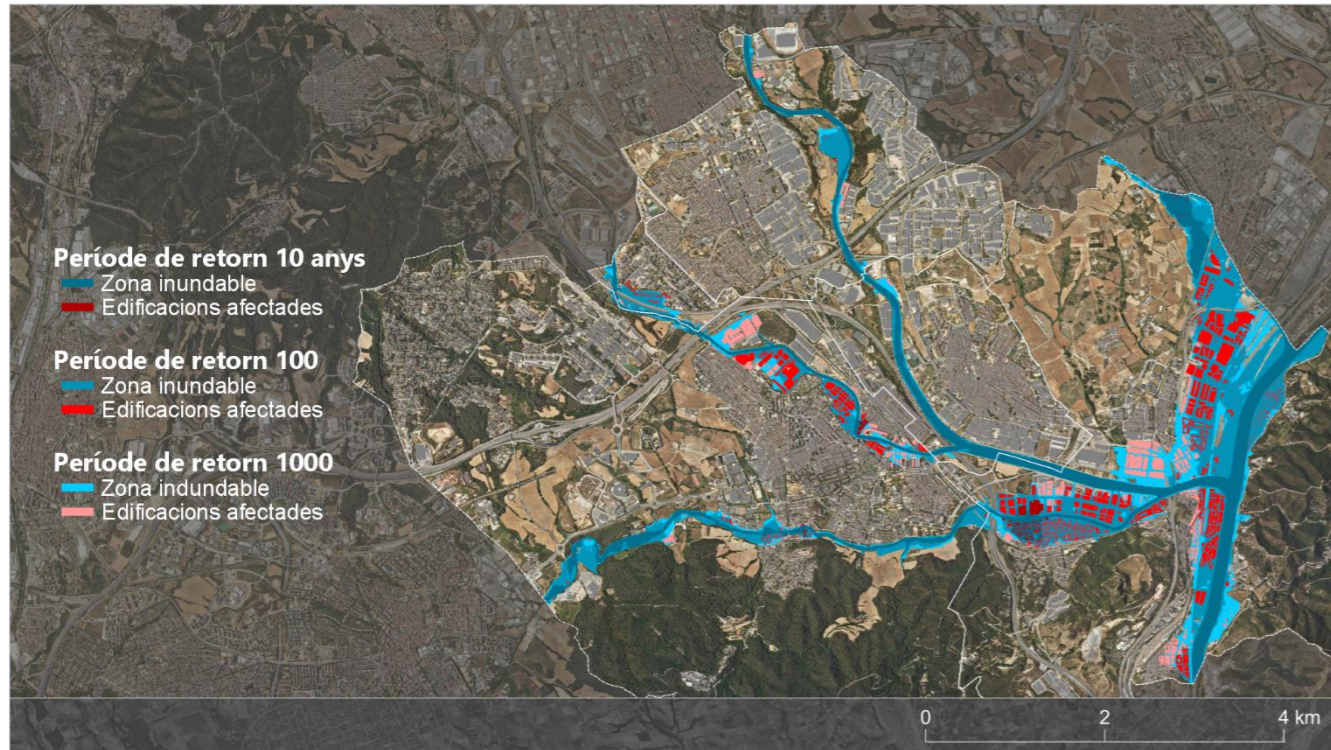 Període de retorn 10 anys
Zona inundable
Edificacions afectades
Període de retorn 100
Zona inundable
Edificacions afectades
Període de retorn 1000
Zona indundable
Edificacions afectades
0 2 4 km